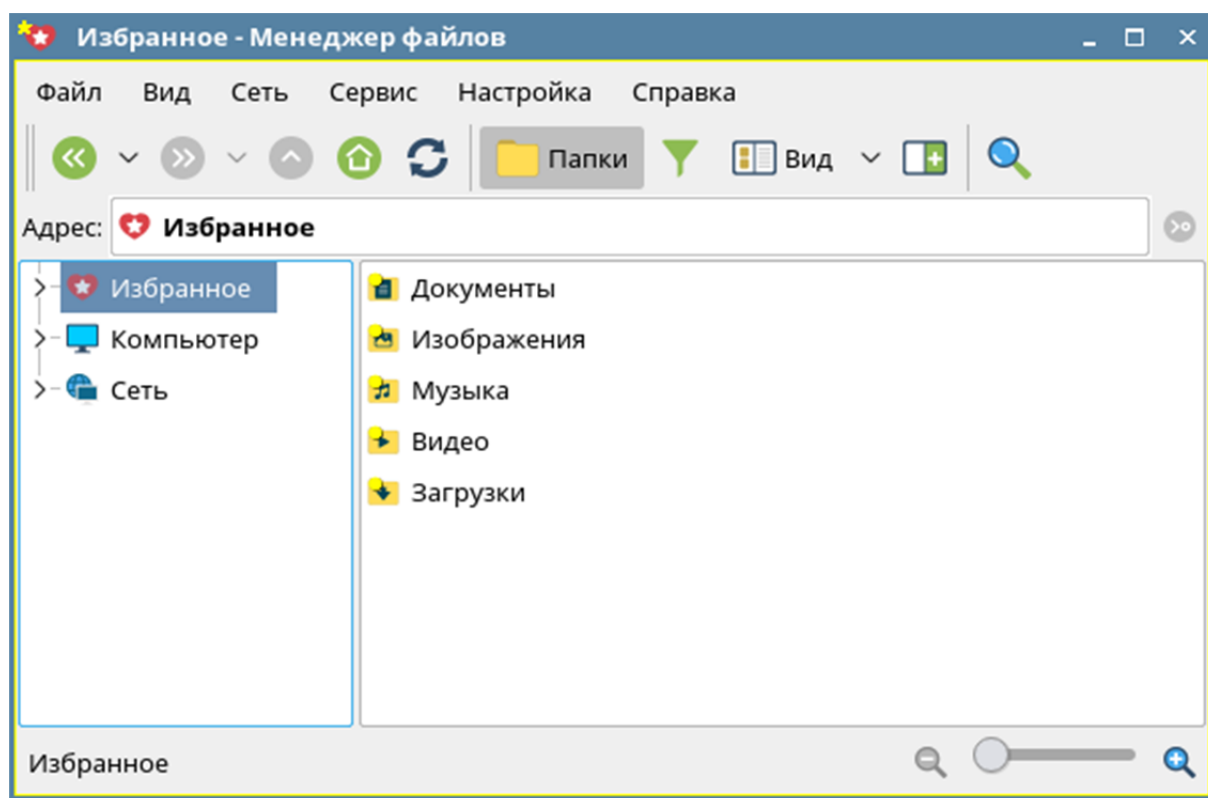 Избранное - Менеджер файлов
Файл Вид Сеть Сервис Настройка Справка
Папки Вид
Адрес: Избранное
Избранное
Компьютер
Сеть
Документы
Изображения
Музыка
Видео
Загрузки
Избранное